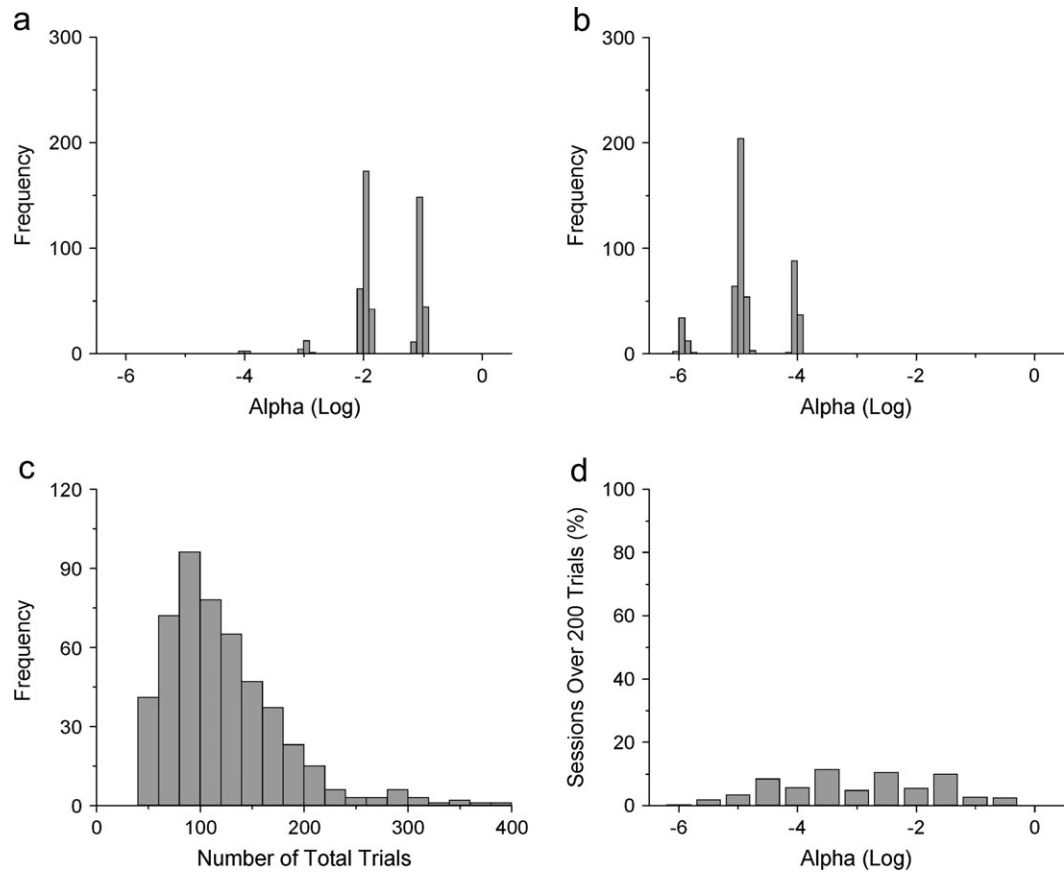 a
300
200
100
0
Frequency
-6 -4 -2 0
Alpha (Log)
b
300
200
100
0
Frequency
-6 -4 -2 0
Alpha (Log)
c
120
90
60
30
0
Frequency
0 100 200 300 400
Number of Total Trials
d
100
80
60
40
20
0
Sessions Over 200 Trials (%)
-6 -4 -2 0
Alpha (Log)